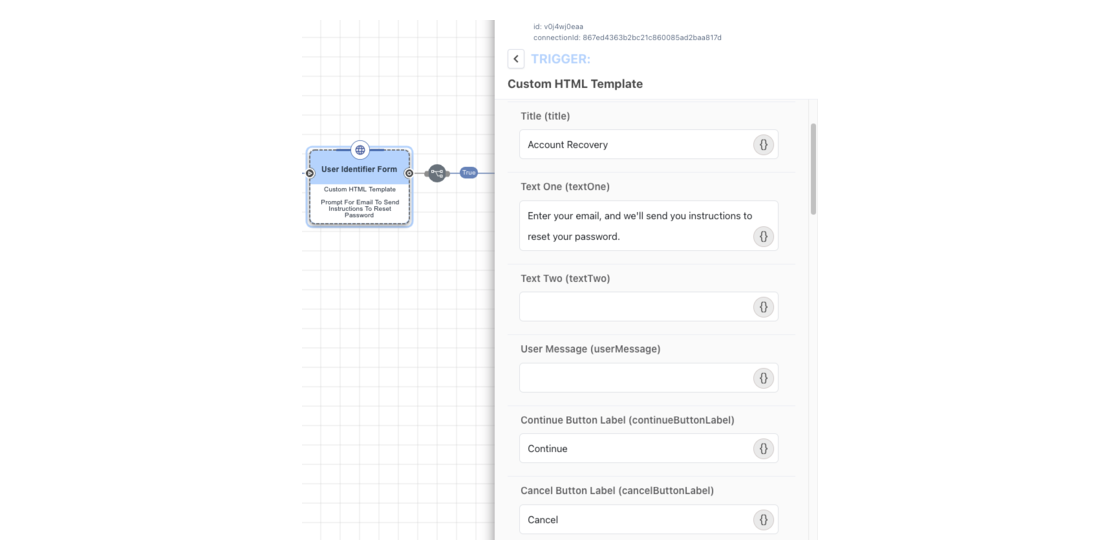 id: v0j4wj0eaa
connectionId: 867ed4363b2bc21c860085ad2baa817d
TRIGGER:
Custom HTML Template
Title (title)
Account Recovery
{}
Text One (textOne)
Enter your email, and we'll send you instructions to
reset your password.
{}
Text Two (textTwo)
{}
User Message (userMessage)
{}
Continue Button Label (continueButtonLabel)
Continue
{}
Cancel Button Label (cancelButtonLabel)
Cancel
{}
User Identifier Form
Custom HTML Template
Prompt For Email To Send
Instructions To Reset
Password
True